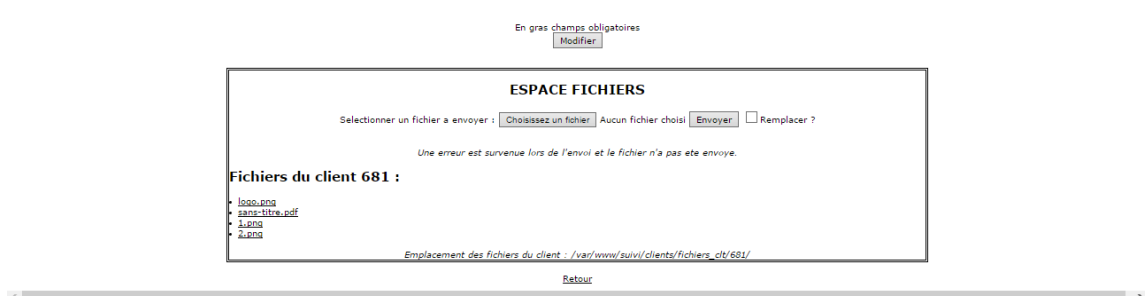 En gras champs obligatoires
Modifier
ESPACE FICHIERS
Selectionner un fichier a envoyer : Choisissez un fichier Aucun fichier choisi Envoyer Remplacer ?
Une erreur est survenue lors de l'envoi et le fichier n'a pas ete envoye.
Fichiers du client 681 :
• logo.png
• sans-titre.pdf
• 1.png
• 2.png
Emplacement des fichiers du client : /var/www/suivi/clients/fichiers_clt/681/
Retour